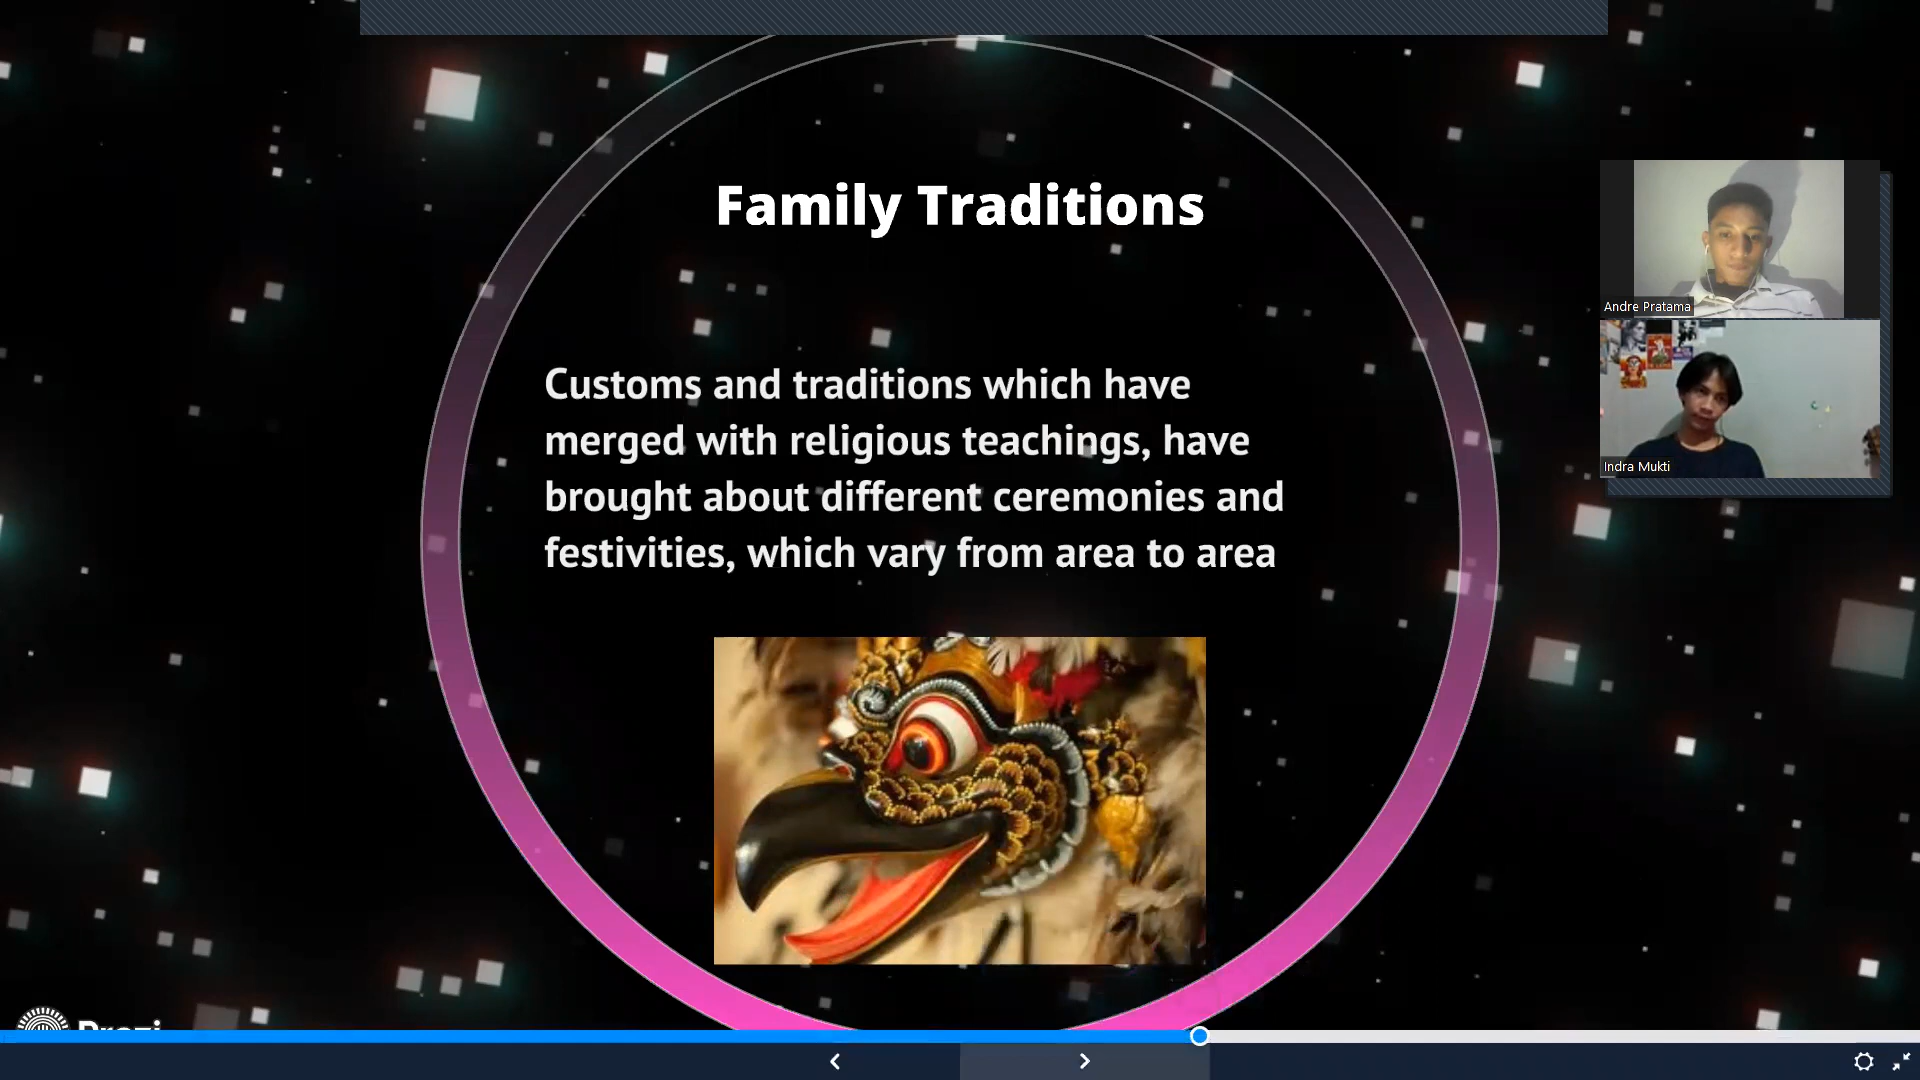 Family Traditions
Customs and traditions which have
merged with religious teachings, have
brought about different ceremonies and
festivities, which vary from area to area
Andre Pratama
Indra Mukti
Prezi